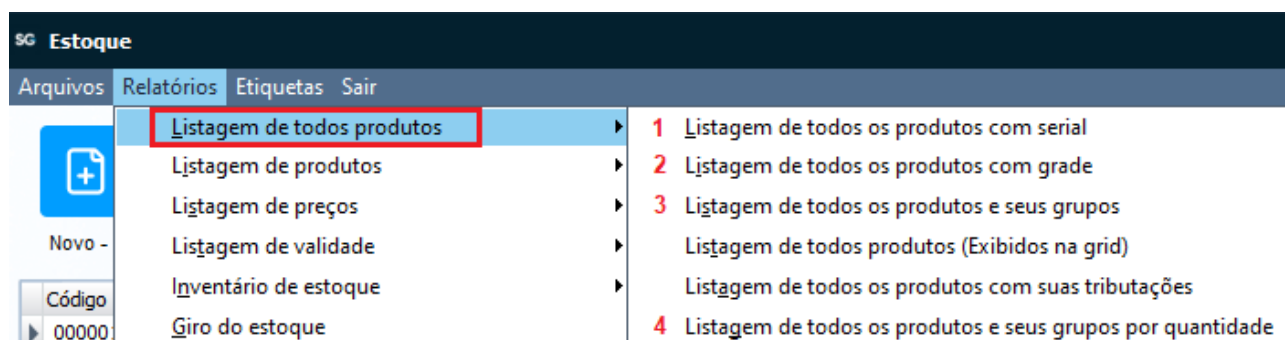 SG Estoque
Arquivos Relatórios Etiquetas Sair
Listagem de todos produtos
1 Listagem de todos os produtos com serial
Listagem de produtos
2 Listagem de todos os produtos com grade
Listagem de preços
3 Listagem de todos os produtos e seus grupos
Novo -
Listagem de validade
Listagem de todos produtos (Exibidos na grid)
Código
Inventário de estoque
Listagem de todos os produtos com suas tributações
00000
Giro do estoque
4 Listagem de todos os produtos e seus grupos por quantidade